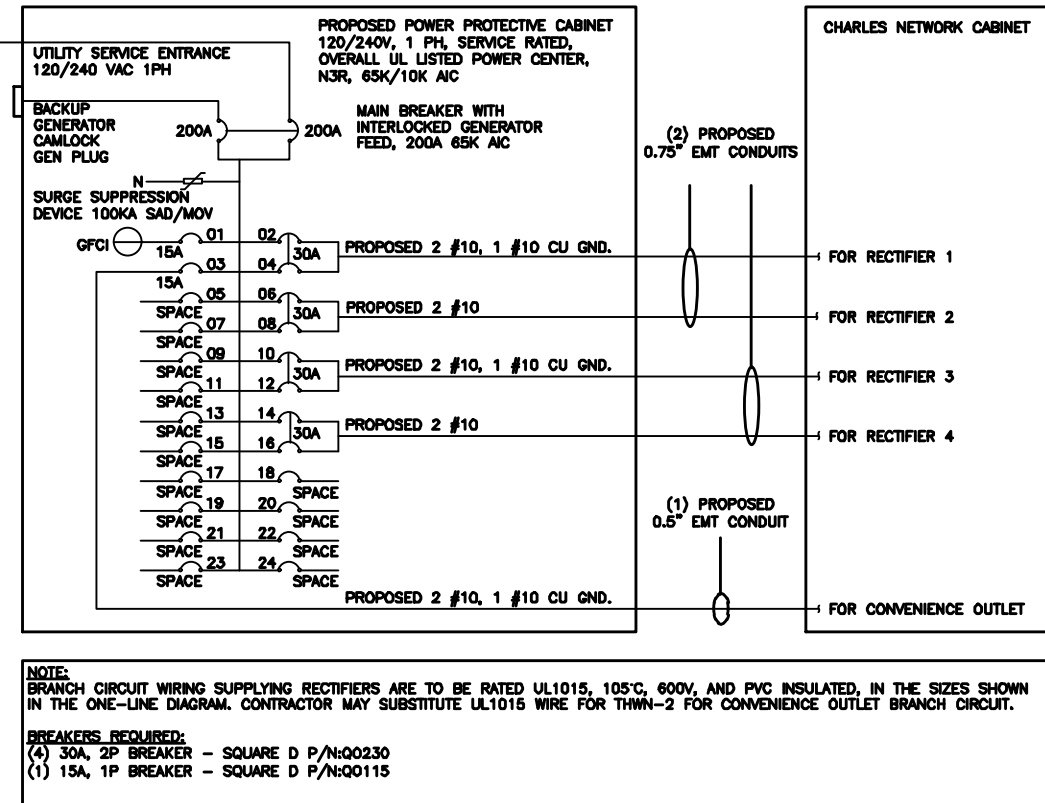 UTILITY SERVICE ENTRANCE
120/240 VAC 1PH
PROPOSED POWER PROTECTIVE CABINET
120/240V, 1 PH, SERVICE RATED,
OVERALL UL LISTED POWER CENTER,
N3R, 65K/10K AIC
CHARLES NETWORK CABINET
BACKUP
GENERATOR
CAMLOCK
GEN PLUG
200A
200A
MAIN BREAKER WITH
INTERLOCKED GENERATOR
FEED, 200A 65K AIC
(2) PROPOSED
0.75" EMT CONDUITS
N
SURGE SUPPRESSION
DEVICE 100KA SAD/MOV
GFCI
15A
01
02
30A
PROPOSED 2 #10, 1 #10 CU GND.
FOR RECTIFIER 1
15A
03
04
SPACE
05
06
30A
PROPOSED 2 #10
FOR RECTIFIER 2
SPACE
07
08
SPACE
09
10
30A
PROPOSED 2 #10, 1 #10 CU GND.
FOR RECTIFIER 3
SPACE
11
12
SPACE
13
14
30A
PROPOSED 2 #10
FOR RECTIFIER 4
SPACE
15
16
SPACE
17
18
SPACE
SPACE
19
20
SPACE
SPACE
21
22
SPACE
SPACE
23
24
SPACE
(1) PROPOSED
0.5" EMT CONDUIT
PROPOSED 2 #10, 1 #10 CU GND.
FOR CONVENIENCE OUTLET
NOTE:
BRANCH CIRCUIT WIRING SUPPLYING RECTIFIERS ARE TO BE RATED UL1015, 105°C, 600V, AND PVC INSULATED, IN THE SIZES SHOWN
IN THE ONE-LINE DIAGRAM. CONTRACTOR MAY SUBSTITUTE UL1015 WIRE FOR THWN-2 FOR CONVENIENCE OUTLET BRANCH CIRCUIT.
BREAKERS REQUIRED:
(4) 30A, 2P BREAKER - SQUARE D P/N:QO230
(1) 15A, 1P BREAKER - SQUARE D P/N:QO115